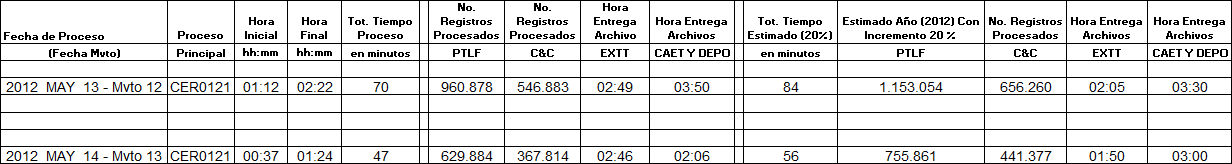 Fecha de Proceso Proceso Hora Inicial Hora Final Tot. Tiempo Proceso No. Registros Procesados No. Registros Procesados Hora Entrega Archivo Hora Entrega Archivos Tot. Tiempo Estimado (20%) Estimado Año (2012) Con Incremento 20 % No. Registros Procesados Hora Entrega Archivos Hora Entrega Archivos
(Fecha Mvto) Principal hh:mm hh:mm en minutos PTLF C&C EXTT CAET Y DEPO en minutos PTLF C&C EXTT CAET Y DEPO
2012 MAY 13 - Mvto 12 CER0121 01:12 02:22 70 960.878 546.883 02:49 03:50 84 1.153.054 656.260 02:05 03:30
2012 MAY 14 - Mvto 13 CER0121 00:37 01:24 47 629.884 367.814 02:46 02:06 56 755.861 441.377 01:50 03:00